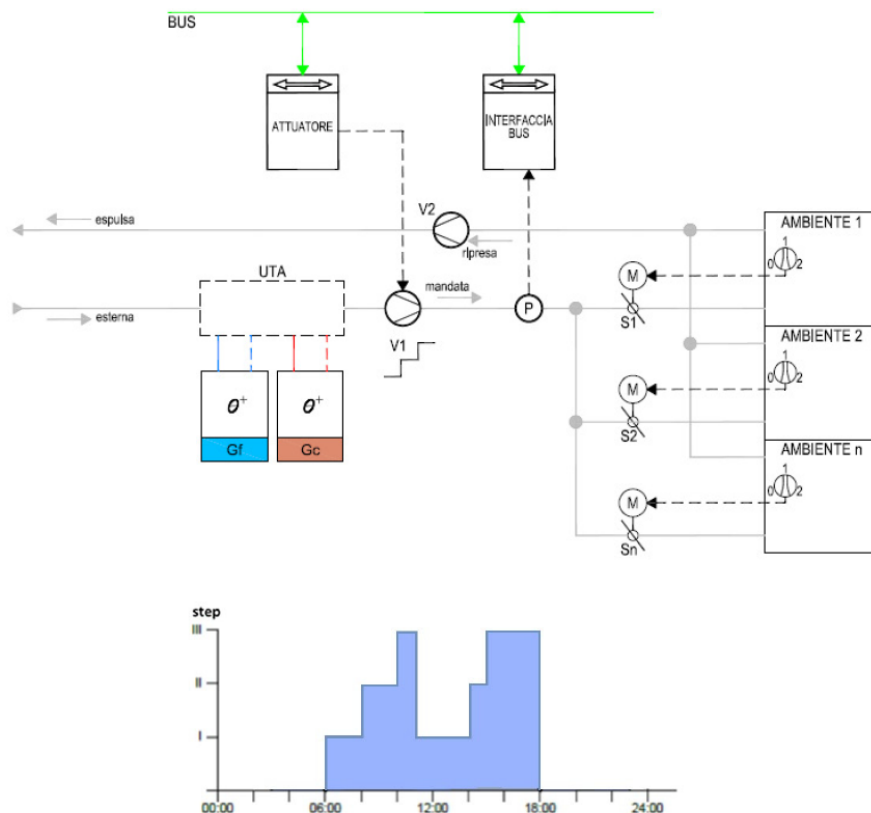 BUS
ATTUATORE
INTERFACCIA
BUS
espulsa
V2
ripresa
AMBIENTE 1
0 1 2
M
UTA
mandata
esterna
P
V1
S1
AMBIENTE 2
0 1 2
M
θ+
θ+
Gf
Gc
S2
AMBIENTE n
0 1 2
M
Sn
step
III
II
I
00:00 06:00 12:00 18:00 24:00